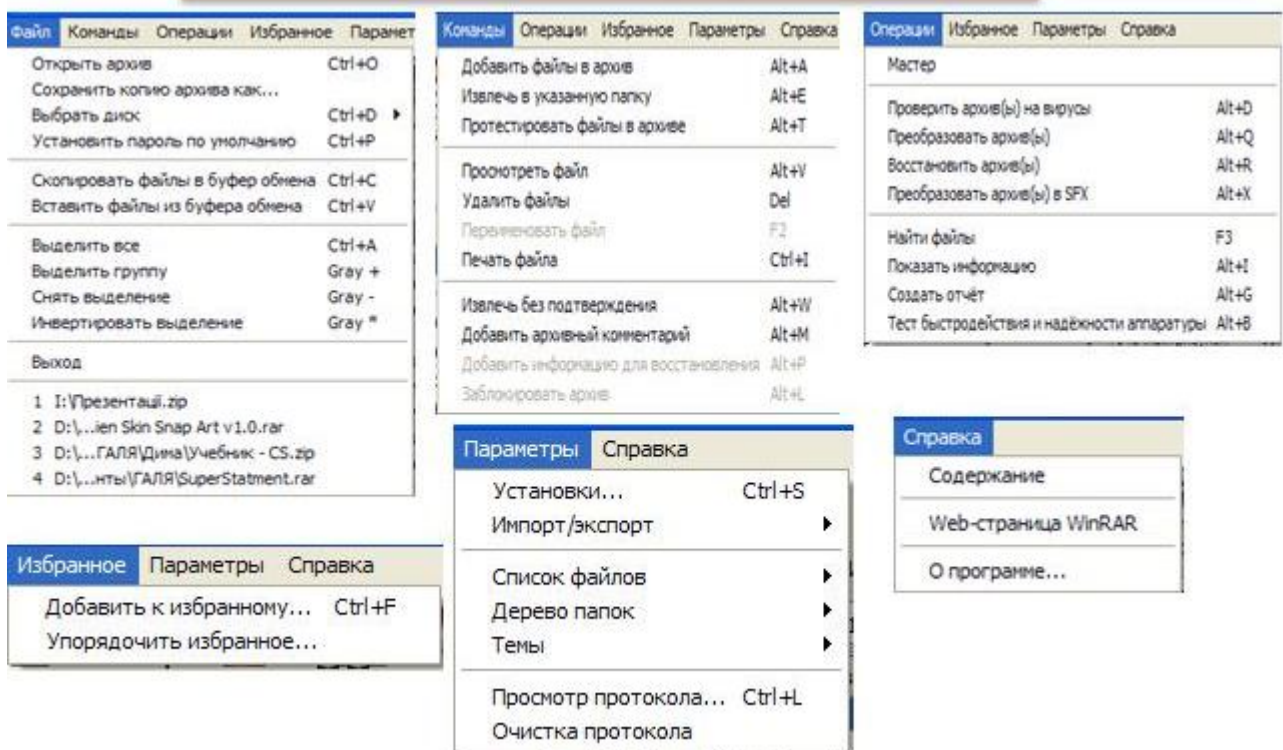 Файл Команды Операции Избранное Парамет
Открыть архив Ctrl+O
Сохранить копию архива как...
Выбрать диск Ctrl+D
Установить пароль по умолчанию Ctrl+P
Скопировать файлы в буфер обмена Ctrl+C
Вставить файлы из буфера обмена Ctrl+V
Выделить все Ctrl+A
Выделить группу Gray +
Снять выделение Gray -
Инвертировать выделение Gray *
Выход
1 I:\Презентації.zip
2 D:\...ien Skin Snap Art v1.0.rar
3 D:\...ГАЛЯ\Дима\Учебник - CS.zip
4 D:\...нты\ГАЛЯ\SuperStatment.rar
Команды Операции Избранное Параметры Справка
Добавить файлы в архив Alt+A
Извлечь в указанную папку Alt+E
Протестировать файлы в архиве Alt+T
Просмотреть файл Alt+V
Удалить файлы Del
Переименовать файл F2
Печать файла Ctrl+I
Извлечь без подтверждения Alt+W
Добавить архивный комментарий Alt+M
Добавить информацию для восстановления Alt+P
Заблокировать архив Alt+L
Операции Избранное Параметры Справка
Мастер
Проверить архив(ы) на вирусы Alt+D
Преобразовать архив(ы) Alt+Q
Восстановить архив(ы) Alt+R
Преобразовать архив(ы) в SFX Alt+X
Найти файлы F3
Показать информацию Alt+I
Создать отчёт Alt+G
Тест быстродействия и надёжности аппаратуры Alt+B
Избранное Параметры Справка
Добавить к избранному... Ctrl+F
Упорядочить избранное...
Параметры Справка
Установки... Ctrl+S
Импорт/экспорт
Список файлов
Дерево папок
Темы
Просмотр протокола... Ctrl+L
Очистка протокола
Справка
Содержание
Web-страница WinRAR
О программе...